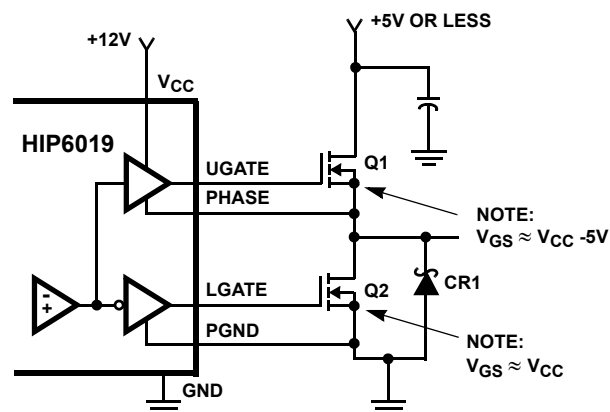 +5V OR LESS
+12V
VCC
HIP6019
UGATE
Q1
PHASE
NOTE:
VGS ≈ VCC -5V
LGATE
Q2
CR1
- +
PGND
NOTE:
VGS ≈ VCC
GND